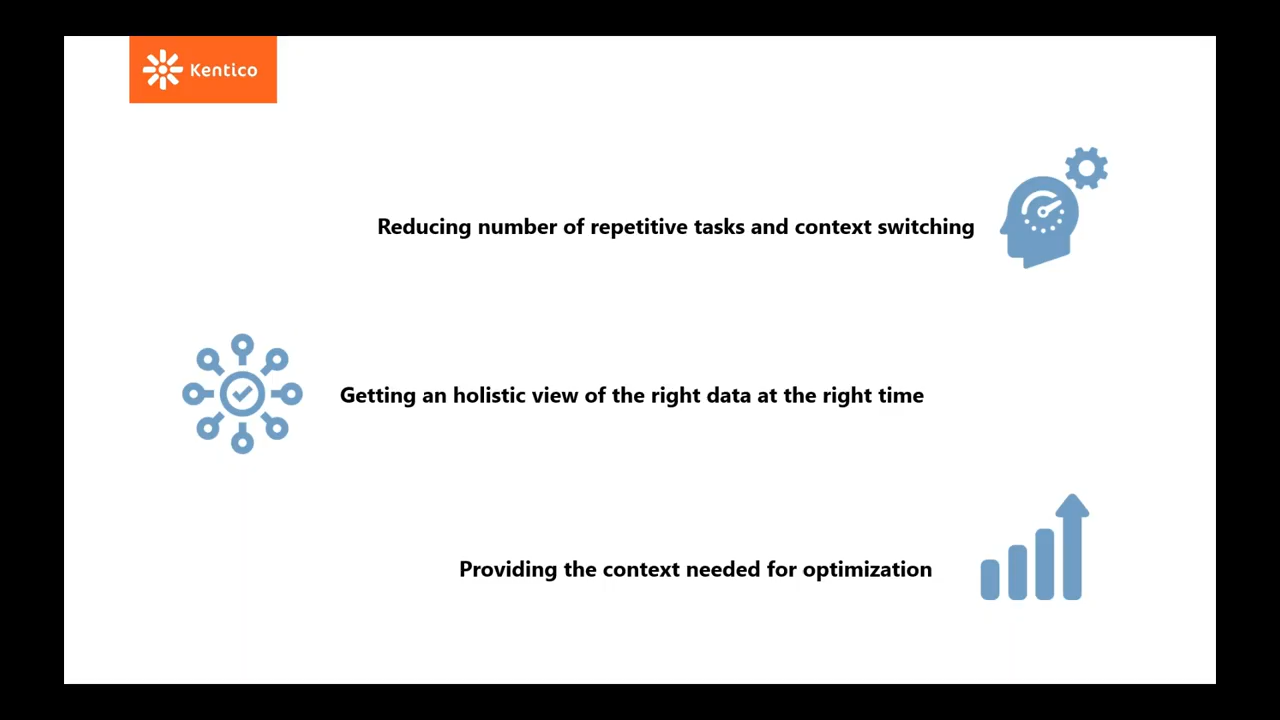 Kentico
Reducing number of repetitive tasks and context switching
Getting an holistic view of the right data at the right time
Providing the context needed for optimization